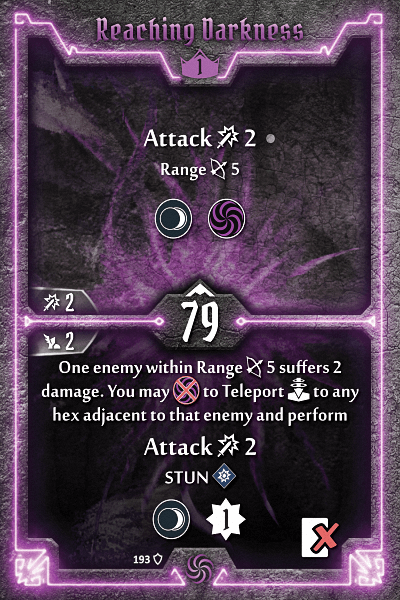 Reaching Darkness
1
Attack 2
Range 5
2
79
2
One enemy within Range 5 suffers 2
damage. You may to Teleport to any
hex adjacent to that enemy and perform
Attack 2
STUN
1
193